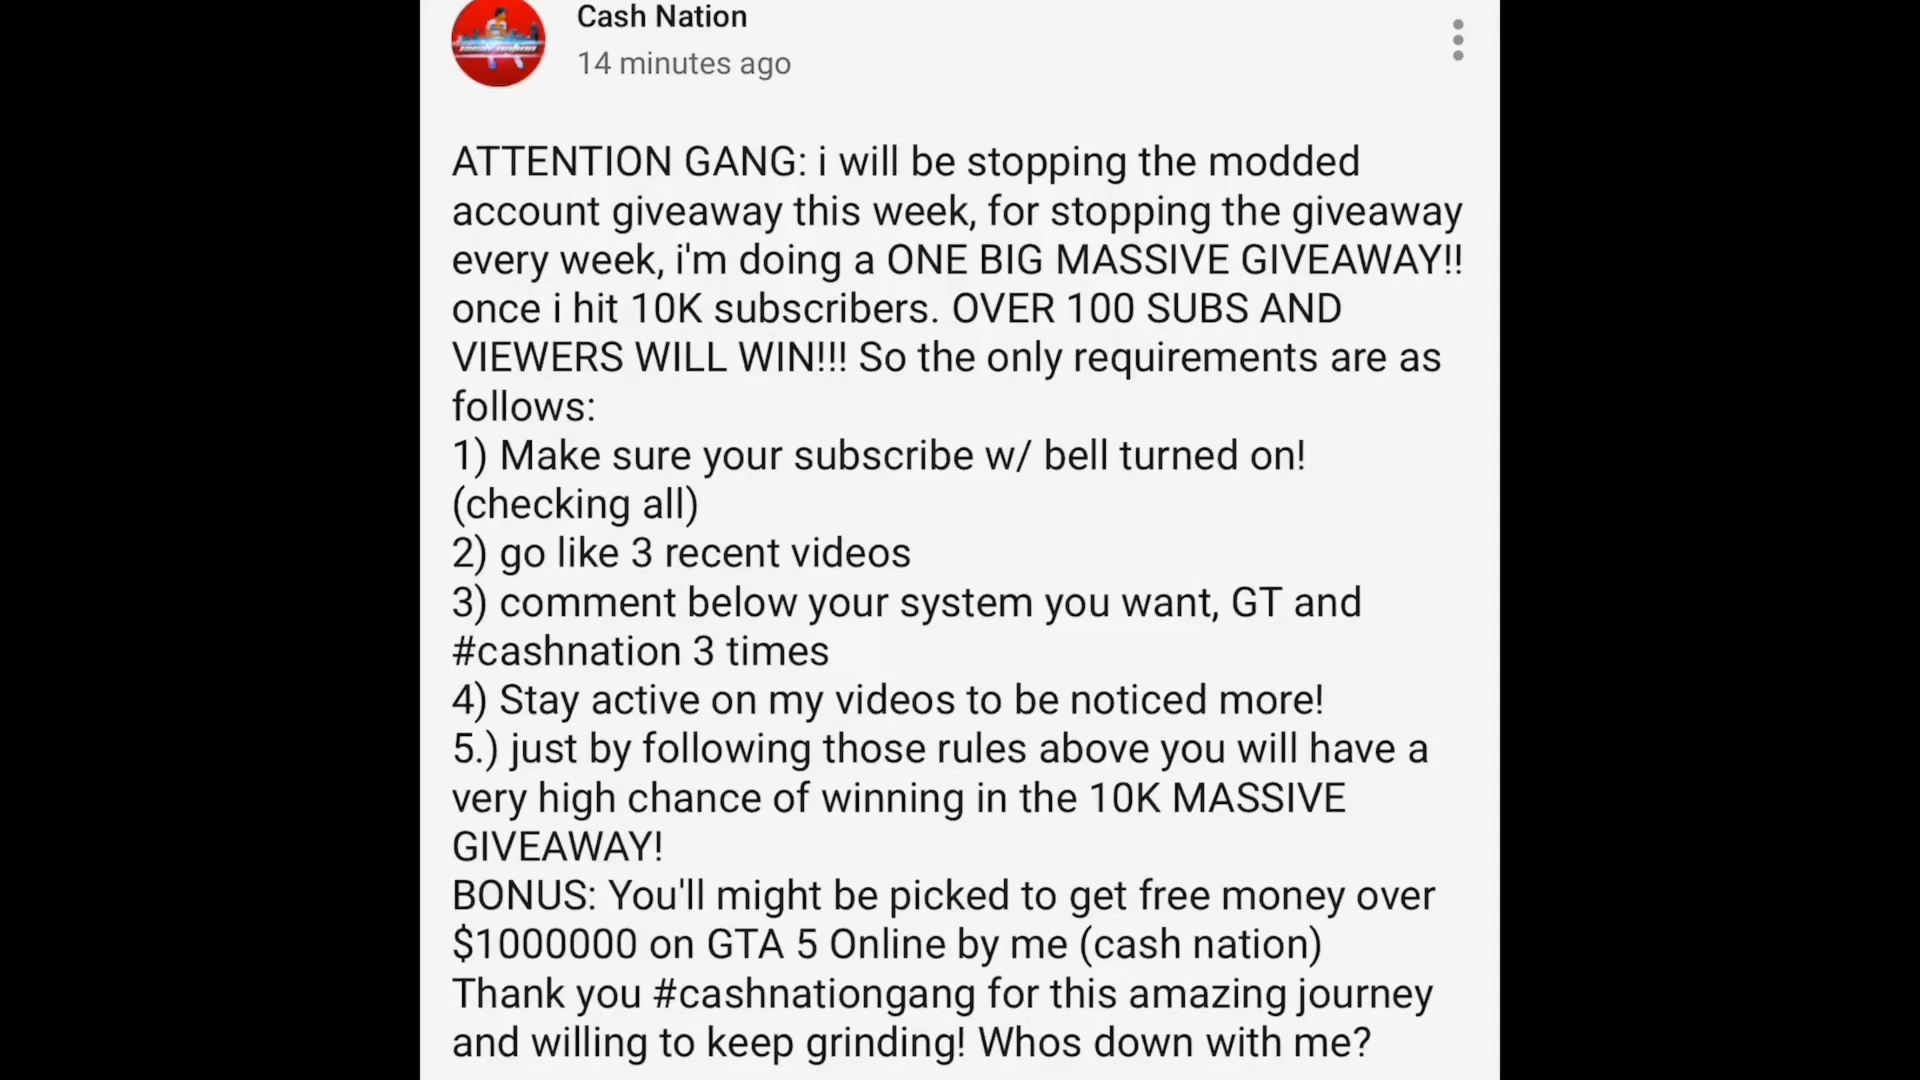 Cash Nation
14 minutes ago
ATTENTION GANG: i will be stopping the modded
account giveaway this week, for stopping the giveaway
every week, i'm doing a ONE BIG MASSIVE GIVEAWAY!!
once i hit 10K subscribers. OVER 100 SUBS AND
VIEWERS WILL WIN!!! So the only requirements are as
follows:
1) Make sure your subscribe w/ bell turned on!
(checking all)
2) go like 3 recent videos
3) comment below your system you want, GT and
#cashnation 3 times
4) Stay active on my videos to be noticed more!
5.) just by following those rules above you will have a
very high chance of winning in the 10K MASSIVE
GIVEAWAY!
BONUS: You'll might be picked to get free money over
$1000000 on GTA 5 Online by me (cash nation)
Thank you #cashnationgang for this amazing journey
and willing to keep grinding! Whos down with me?